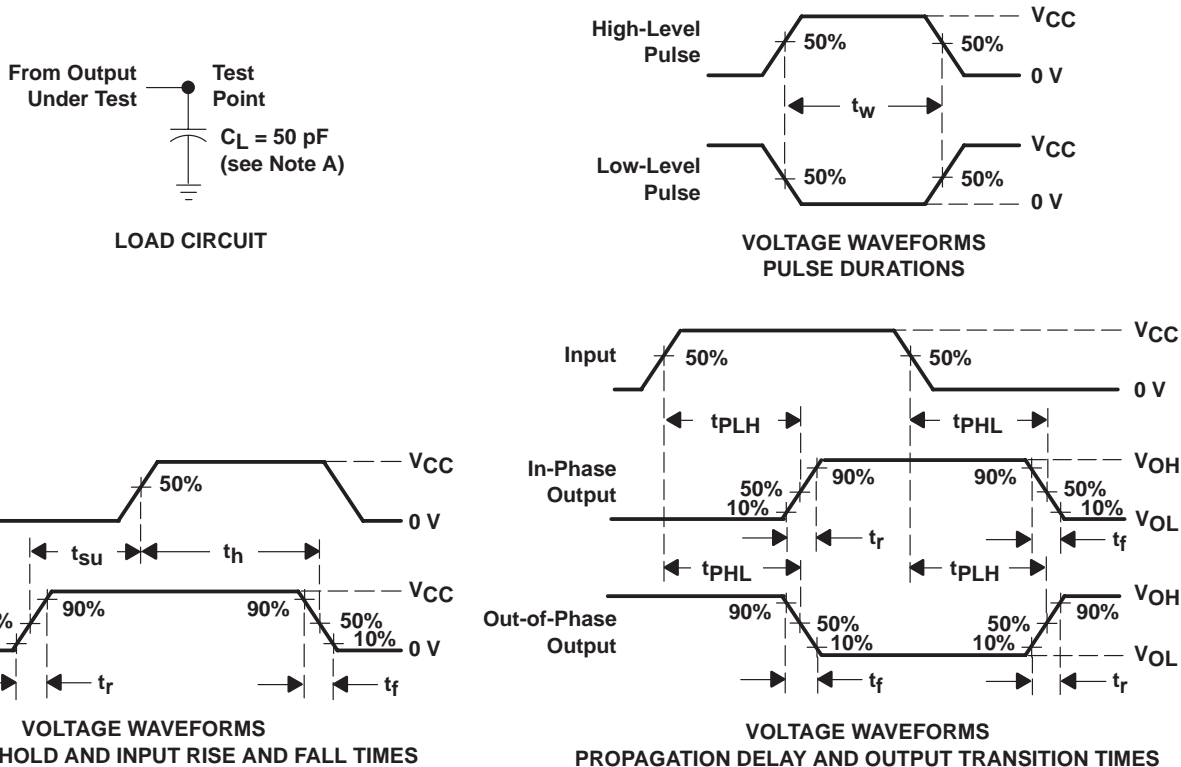 From Output
Under Test
Test
Point
CL = 50 pF
(see Note A)
LOAD CIRCUIT
High-Level
Pulse
50%
50%
VCC
0 V
tw
Low-Level
Pulse
50%
50%
VCC
0 V
VOLTAGE WAVEFORMS
PULSE DURATIONS
50%
VCC
0 V
tsu
th
90%
90%
50%
10%
VCC
0 V
tr
tf
VOLTAGE WAVEFORMS
HOLD AND INPUT RISE AND FALL TIMES
Input
50%
50%
VCC
0 V
tPLH
tPHL
In-Phase
Output
50%
10%
90%
90%
50%
10%
VOH
VOL
tr
tf
tPHL
tPLH
Out-of-Phase
Output
90%
50%
10%
50%
10%
90%
VOH
VOL
tf
tr
VOLTAGE WAVEFORMS
PROPAGATION DELAY AND OUTPUT TRANSITION TIMES